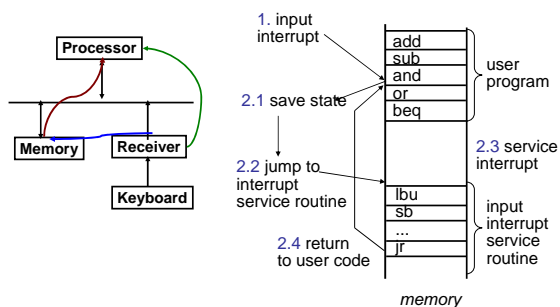 Processor
Memory
Receiver
Keyboard
1. input
interrupt
2.1 save state
2.2 jump to
interrupt
service routine
2.4 return
to user code
add
sub
and
or
beq
lbu
sb
...
jr
memory
user
program
2.3 service
interrupt
input
interrupt
service
routine